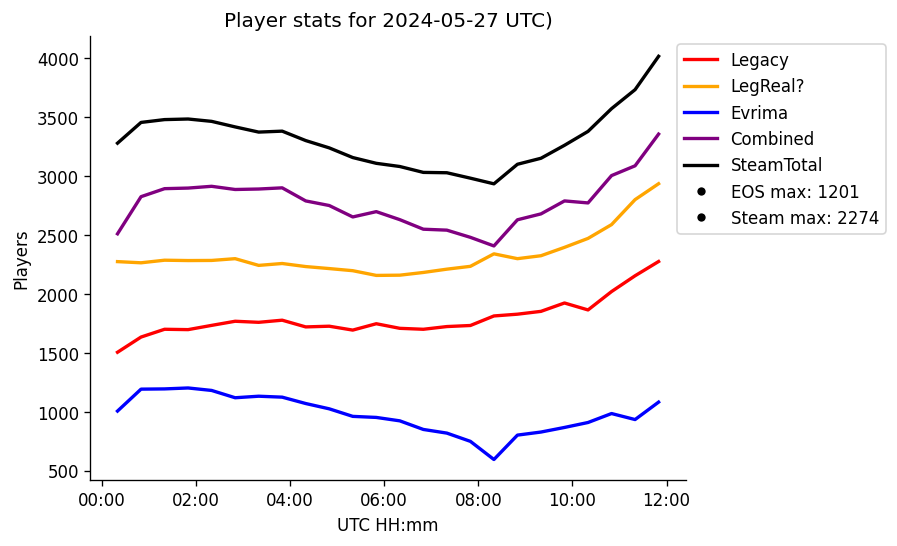 Player stats for 2024-05-27 UTC)
Players
4000
3500
3000
2500
2000
1500
1000
500
00:00 02:00 04:00 06:00 08:00 10:00 12:00
UTC HH:mm
Legacy
LegReal?
Evrima
Combined
SteamTotal
EOS max: 1201
Steam max: 2274